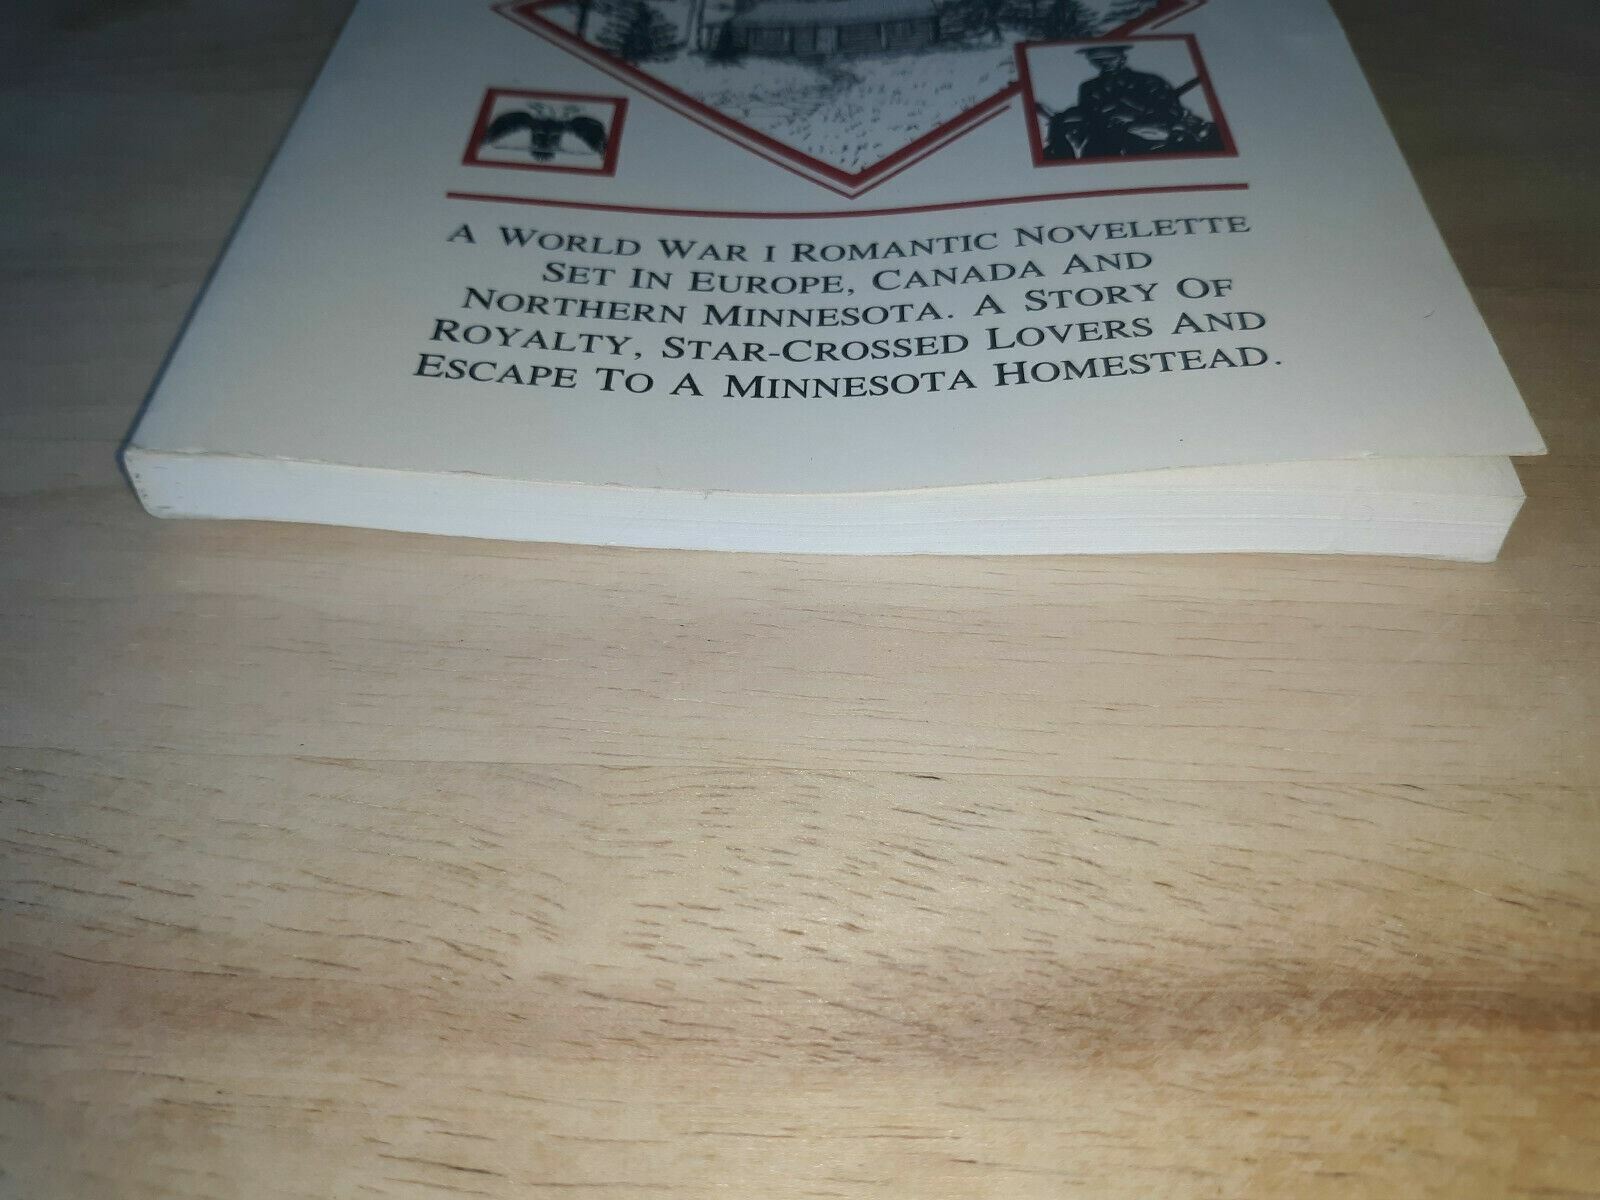 A WORLD WAR I ROMANTIC NOVELETTE
SET IN EUROPE, CANADA AND
NORTHERN MINNESOTA. A STORY OF
ROYALTY, STAR-CROSSED LOVERS AND
ESCAPE TO A MINNESOTA HOMESTEAD.